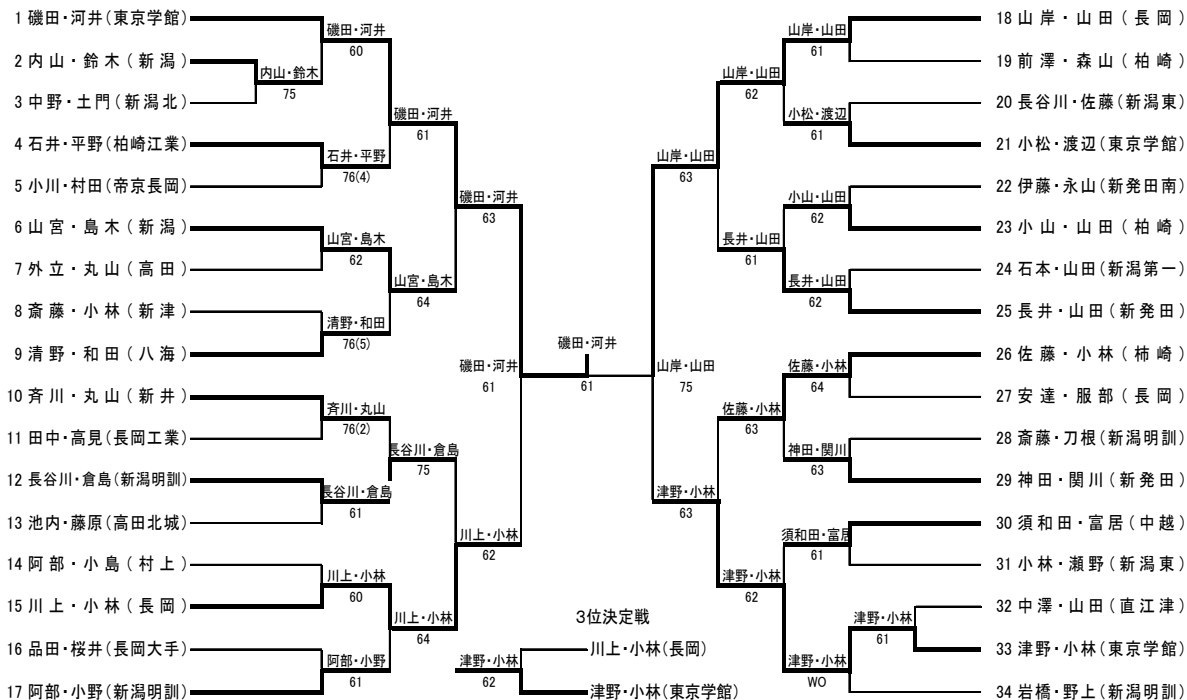 1 磯田・河井(東京学館)
2 内山・鈴木(新潟)
3 中野・土門(新潟北)
4 石井・平野(柏崎工業)
5 小川・村田(帝京長岡)
6 山宮・島木(新潟)
7 外立・丸山(高田)
8 斎藤・小林(新津)
9 清野・和田(八海)
10 斉川・丸山(新井)
11 田中・高見(長岡工業)
12 長谷川・倉島(新潟明訓)
13 池内・藤原(高田北城)
14 阿部・小島(村上)
15 川上・小林(長岡)
16 品田・桜井(長岡大手)
17 阿部・小野(新潟明訓)
内山・鈴木
75
磯田・河井
60
石井・平野
76(4)
山宮・島木
62
清野・和田
76(5)
斉川・丸山
76(2)
長谷川・倉島
61
川上・小林
60
阿部・小野
61
磯田・河井
61
山宮・島木
64
長谷川・倉島
75
川上・小林
64
磯田・河井
63
川上・小林
62
磯田・河井
61
磯田・河井
61
山岸・山田
75
山岸・山田
63
津野・小林
63
山岸・山田
62
長井・山田
61
佐藤・小林
63
津野・小林
62
山岸・山田
61
小松・渡辺
61
小山・山田
62
長井・山田
62
佐藤・小林
64
神田・関川
63
須和田・富居
61
津野・小林
WO
津野・小林
61
18 山岸・山田(長岡)
19 前澤・森山(柏崎)
20 長谷川・佐藤(新潟東)
21 小松・渡辺(東京学館)
22 伊藤・永山(新発田南)
23 小山・山田(柏崎)
24 石本・山田(新潟第一)
25 長井・山田(新発田)
26 佐藤・小林(柿崎)
27 安達・服部(長岡)
28 斎藤・刀根(新潟明訓)
29 神田・関川(新発田)
30 須和田・富居(中越)
31 小林・瀬野(新潟東)
32 中澤・山田(直江津)
33 津野・小林(東京学館)
34 岩橋・野上(新潟明訓)
3位決定戦
川上・小林(長岡)
津野・小林
62
津野・小林(東京学館)